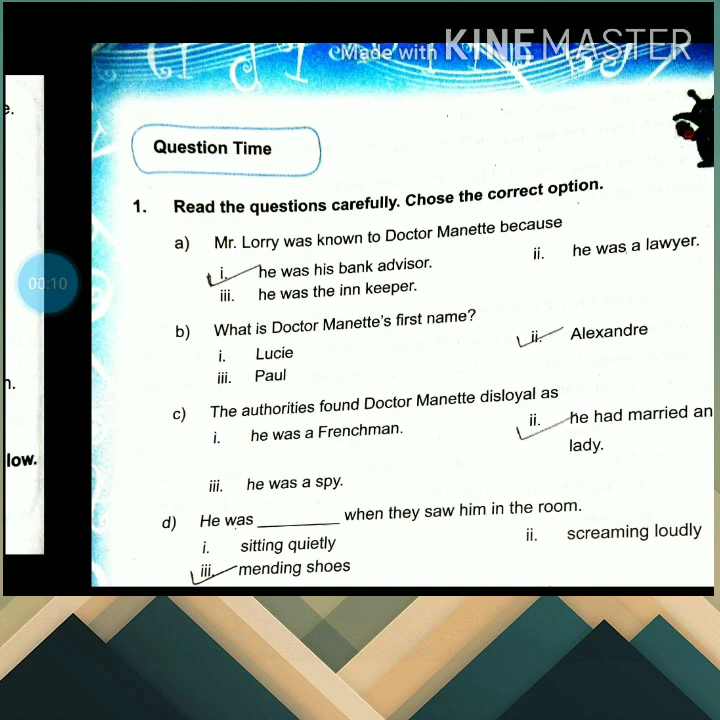 Made with KINEMASTER
e.
Question Time
1. Read the questions carefully. Chose the correct option.
a) Mr. Lorry was known to Doctor Manette because
i. he was his bank advisor. ii. he was a lawyer.
00:10
iii. he was the inn keeper.
b) What is Doctor Manette's first name?
i. Lucie ii. Alexandre
iii. Paul
n.
c) The authorities found Doctor Manette disloyal as
i. he was a Frenchman. ii. he had married an
lady.
low.
iii. he was a spy.
d) He was ________ when they saw him in the room.
i. sitting quietly ii. screaming loudly
iii. mending shoes